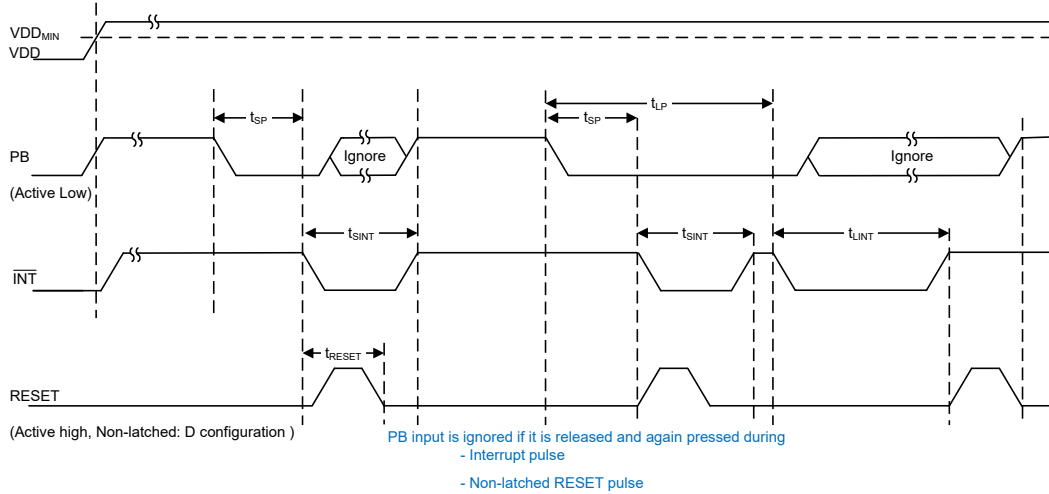 VDDMIN
VDD
tLP
tSP
tSP
PB
Ignore
Ignore
(Active Low)
tSINT
tSINT
tLINT
INT
tRESET
RESET
(Active high, Non-latched: D configuration )
PB input is ignored if it is released and again pressed during
- Interrupt pulse
- Non-latched RESET pulse